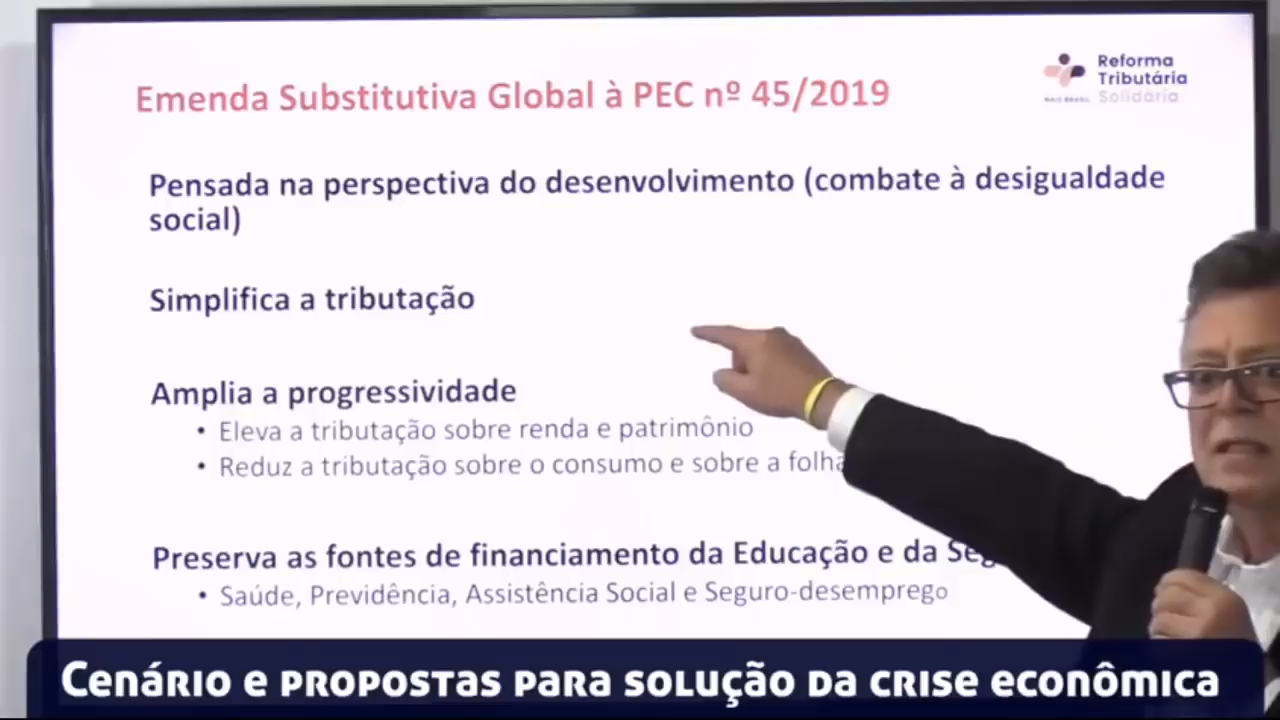 Reforma
Tributária
Solidária
MAIS BRASIL
Emenda Substitutiva Global à PEC nº 45/2019
Pensada na perspectiva do desenvolvimento (combate à desigualdade
social)
Simplifica a tributação
Amplia a progressividade
• Eleva a tributação sobre renda e patrimônio
• Reduz a tributação sobre o consumo e sobre a folha
Preserva as fontes de financiamento da Educação e da
• Saúde, Previdência, Assistência Social e Seguro-desemprego
Cenário e propostas para solução da crise econômica